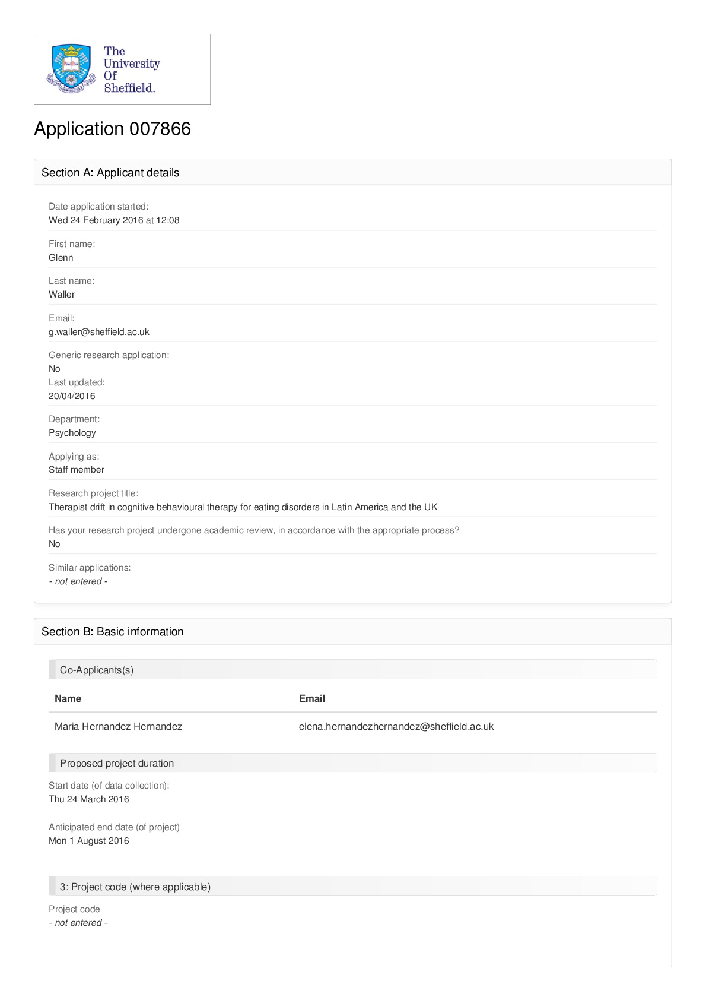 The
University
Of
Sheffield.
Application 007866
Section A: Applicant details
Date application started:
Wed 24 February 2016 at 12:08
First name:
Glenn
Last name:
Waller
Email:
g.waller@sheffield.ac.uk
Generic research application:
No
Last updated:
20/04/2016
Department:
Psychology
Applying as:
Staff member
Research project title:
Therapist drift in cognitive behavioural therapy for eating disorders in Latin America and the UK
Has your research project undergone academic review, in accordance with the appropriate process?
No
Similar applications:
- not entered -
Section B: Basic information
Co-Applicants(s)
Name Email
Maria Hernandez Hernandez elena.hernandezhernandez@sheffield.ac.uk
Proposed project duration
Start date (of data collection):
Thu 24 March 2016
Anticipated end date (of project)
Mon 1 August 2016
3: Project code (where applicable)
Project code
- not entered -